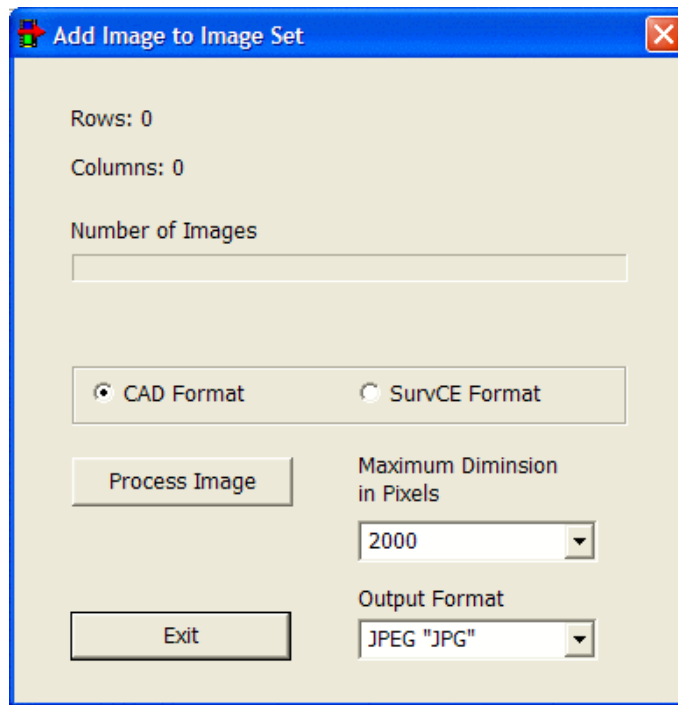 Add Image to Image Set
Rows: 0
Columns: 0
Number of Images
CAD Format
SurvCE Format
Process Image
Maximum Diminsion
in Pixels
2000
Output Format
Exit
JPEG "JPG"